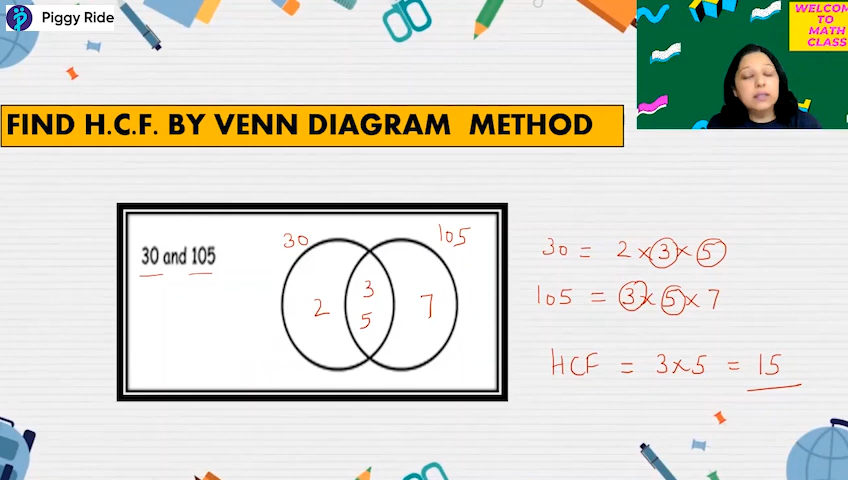 Piggy Ride
WELCOM
TO
MATH
CLASS
FIND H.C.F. BY VENN DIAGRAM METHOD
30 and 105
30
105
2
3
5
7
30 = 2 × 3 × 5
105 = 3 × 5 × 7
HCF = 3 × 5 = 15